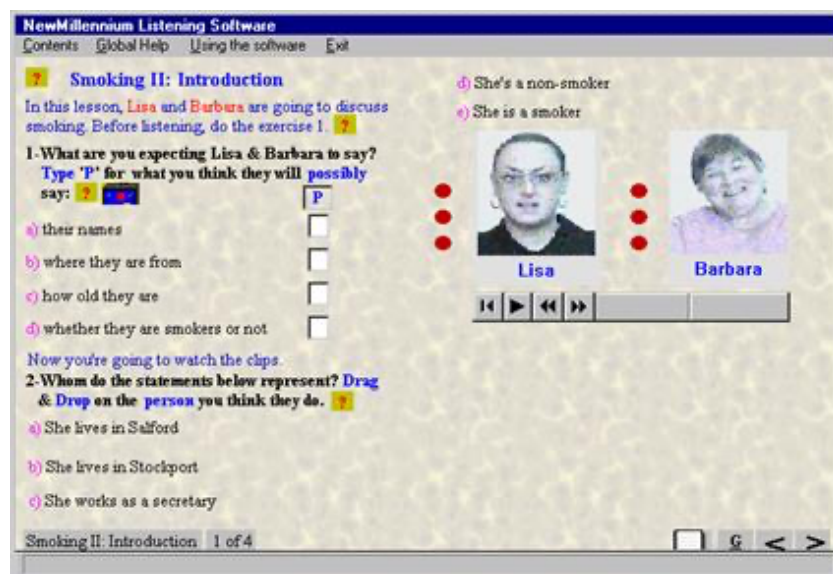 NewMillennium Listening Software
Contents Global Help Using the software Exit
? Smoking II: Introduction
In this lesson, Lisa and Barbara are going to discuss
smoking. Before listening, do the exercise 1. ?
1-What are you expecting Lisa & Barbara to say?
Type 'P' for what you think they will possibly
say: ? P
a) their names
b) where they are from
c) how old they are
d) whether they are smokers or not
Now you're going to watch the clips.
2-Whom do the statements below represent? Drag
& Drop on the person you think they do. ?
a) She lives in Salford
b) She lives in Stockport
c) She works as a secretary
d) She's a non-smoker
e) She is a smoker
Lisa Barbara
Smoking II: Introduction 1 of 4 G < >